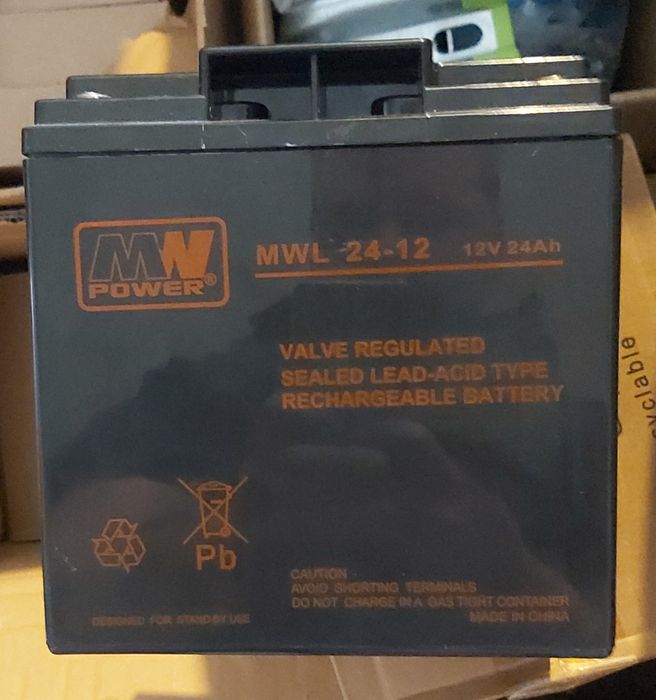 MW
POWER®
MWL 24-12 12V 24Ah
VALVE REGULATED
SEALED LEAD-ACID TYPE
RECHARGEABLE BATTERY
Pb
CAUTION
AVOID SHORTING TERMINALS
DO NOT CHARGE IN A GAS TIGHT CONTAINER
DESIGNED FOR STAND-BY USE
MADE IN CHINA